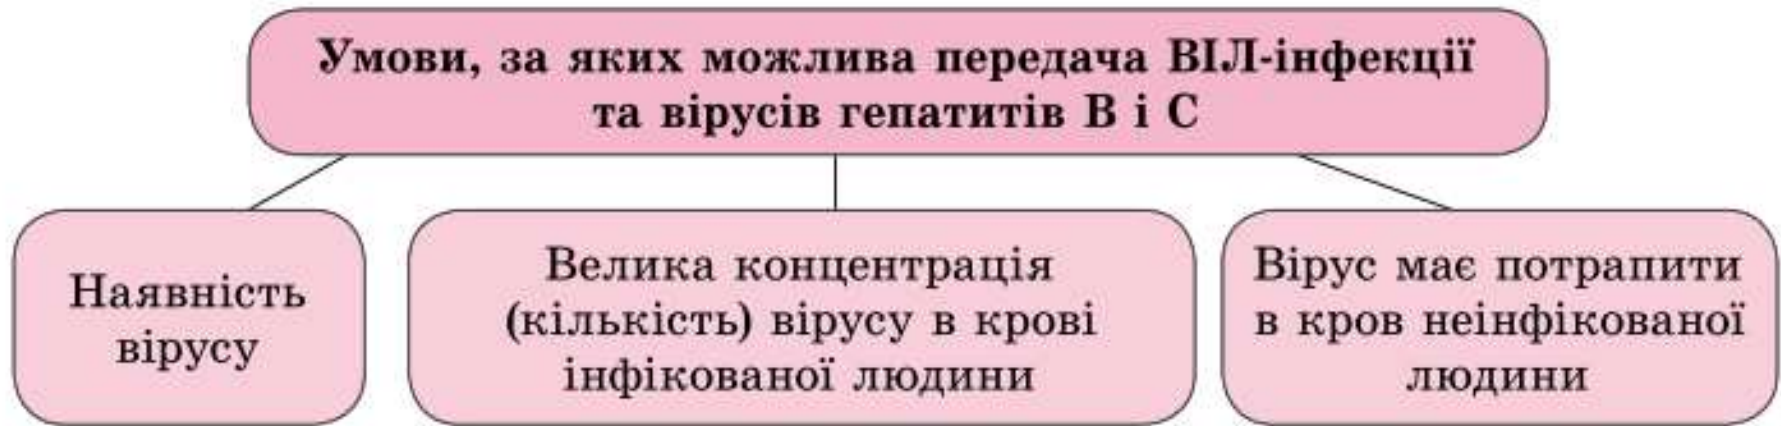 Умови, за яких можлива передача ВІЛ-інфекції
та вірусів гепатитів В і С
Наявність
вірусу
Велика концентрація
(кількість) вірусу в крові
інфікованої людини
Вірус має потрапити
в кров неінфікованої
людини